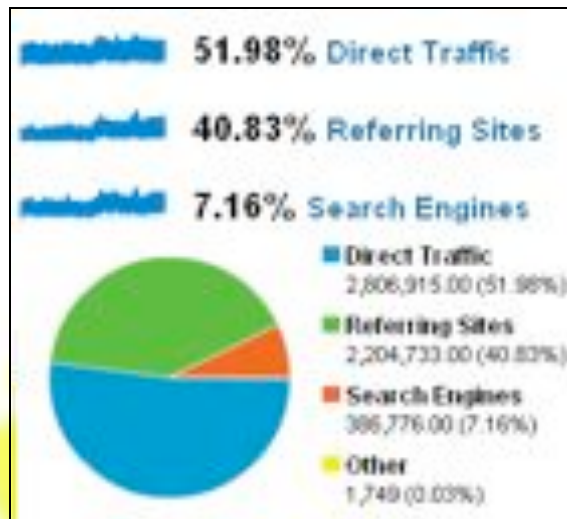 51.98% Direct Traffic
40.83% Referring Sites
7.16% Search Engines
Direct Traffic
2,806,915.00 (51.98%)
Referring Sites
2,204,733.00 (40.83%)
Search Engines
386,776.00 (7.16%)
Other
1,749 (0.03%)